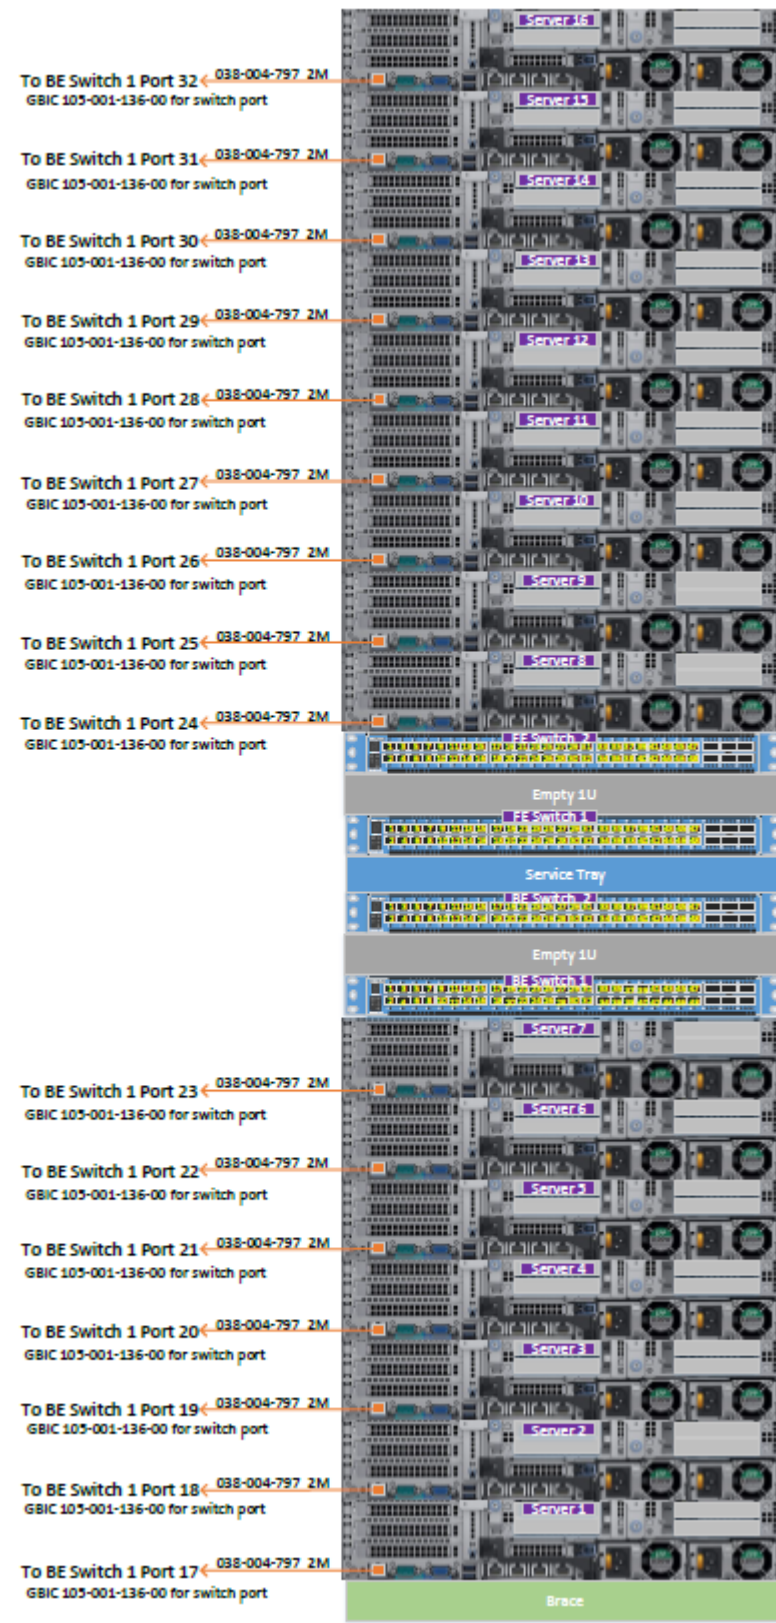 Server 16
038-004-797 2M
To BE Switch 1 Port 32
GBIC 105-001-136-00 for switch port
Server 15
038-004-797 2M
To BE Switch 1 Port 31
GBIC 105-001-136-00 for switch port
Server 14
038-004-797 2M
To BE Switch 1 Port 30
GBIC 105-001-136-00 for switch port
Server 13
038-004-797 2M
To BE Switch 1 Port 29
GBIC 105-001-136-00 for switch port
Server 12
038-004-797 2M
To BE Switch 1 Port 28
GBIC 105-001-136-00 for switch port
Server 11
038-004-797 2M
To BE Switch 1 Port 27
GBIC 105-001-136-00 for switch port
Server 10
038-004-797 2M
To BE Switch 1 Port 26
GBIC 105-001-136-00 for switch port
Server 9
038-004-797 2M
To BE Switch 1 Port 25
GBIC 105-001-136-00 for switch port
Server 8
038-004-797 2M
To BE Switch 1 Port 24
GBIC 105-001-136-00 for switch port
FE Switch 2
Empty 1U
FE Switch 1
Service Tray
BE Switch 2
Empty 1U
BE Switch 1
Server 7
038-004-797 2M
To BE Switch 1 Port 23
GBIC 105-001-136-00 for switch port
Server 6
038-004-797 2M
To BE Switch 1 Port 22
GBIC 105-001-136-00 for switch port
Server 5
038-004-797 2M
To BE Switch 1 Port 21
GBIC 105-001-136-00 for switch port
Server 4
038-004-797 2M
To BE Switch 1 Port 20
GBIC 105-001-136-00 for switch port
Server 3
038-004-797 2M
To BE Switch 1 Port 19
GBIC 105-001-136-00 for switch port
Server 2
038-004-797 2M
To BE Switch 1 Port 18
GBIC 105-001-136-00 for switch port
Server 1
038-004-797 2M
To BE Switch 1 Port 17
GBIC 105-001-136-00 for switch port
Brace